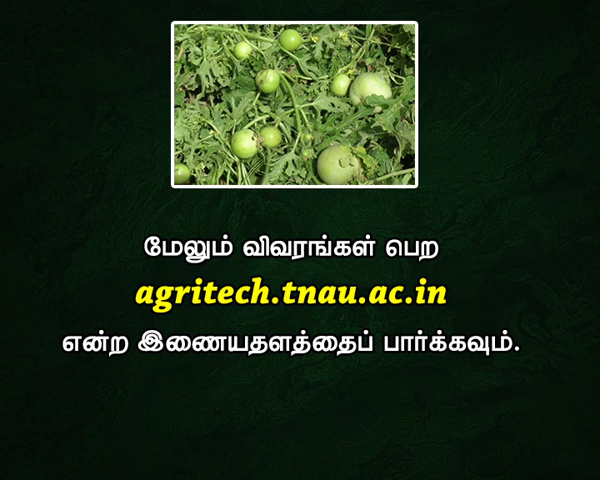 மேலும் விவரங்கள் பெற
agritech.tnau.ac.in
என்ற இணையதளத்தைப் பார்க்கவும்.